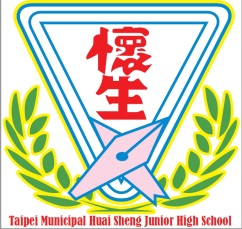 懷
生
Taipei Municipal Huai Sheng Junior High School